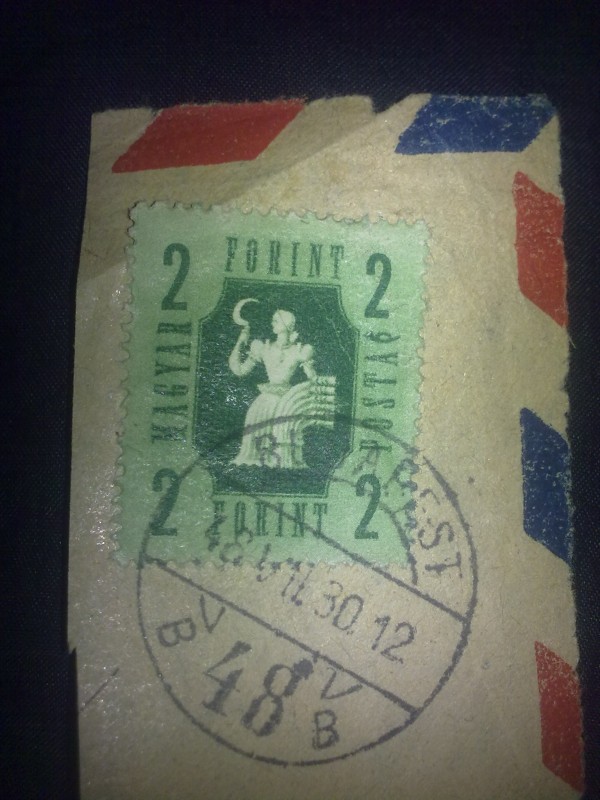 2 FORINT 2
MAGYAR POSTA
2 FORINT 2
30.12
B 48 B